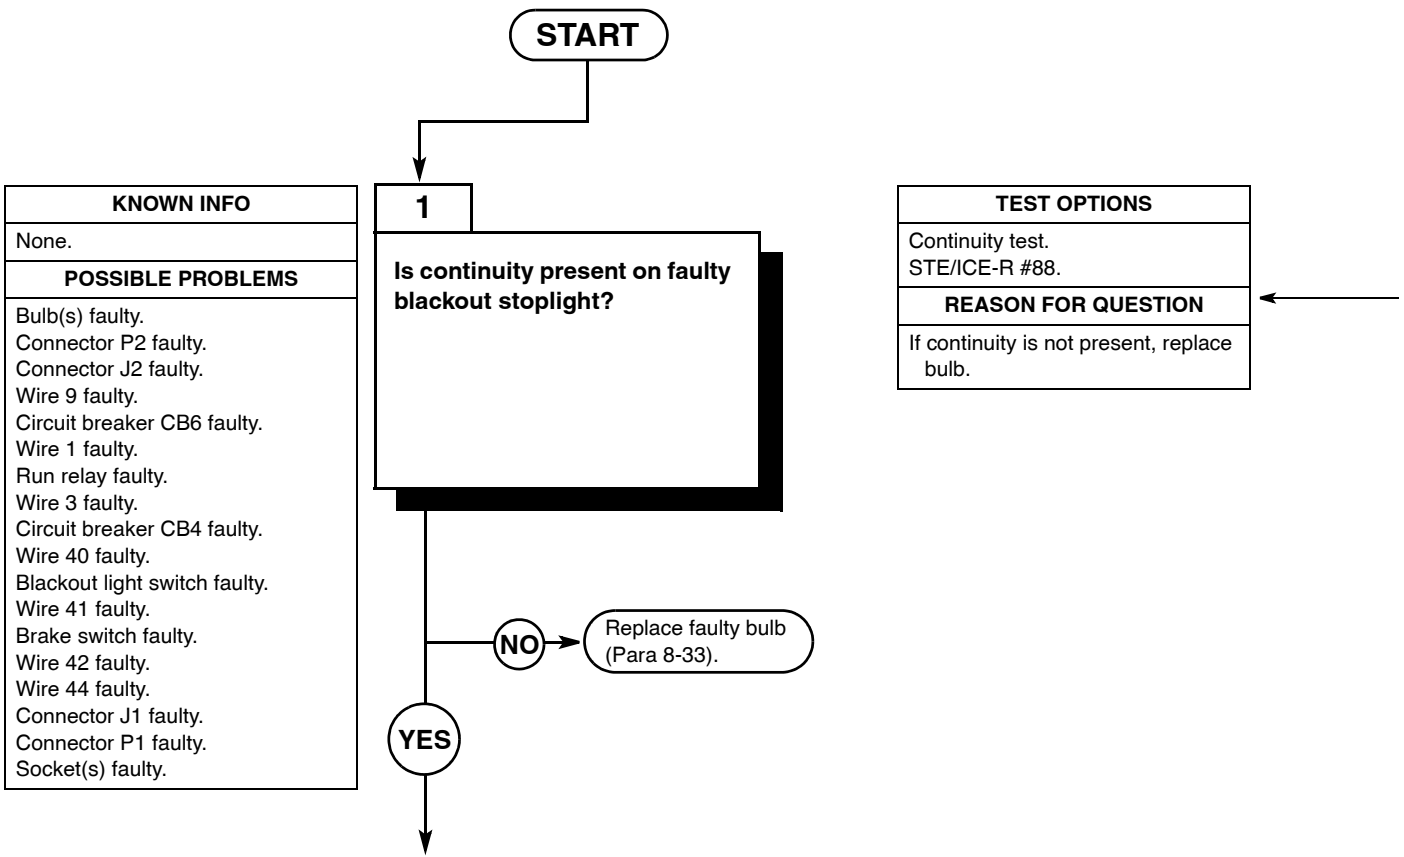 START
KNOWN INFO
None.
POSSIBLE PROBLEMS
Bulb(s) faulty.
Connector P2 faulty.
Connector J2 faulty.
Wire 9 faulty.
Circuit breaker CB6 faulty.
Wire 1 faulty.
Run relay faulty.
Wire 3 faulty.
Circuit breaker CB4 faulty.
Wire 40 faulty.
Blackout light switch faulty.
Wire 41 faulty.
Brake switch faulty.
Wire 42 faulty.
Wire 44 faulty.
Connector J1 faulty.
Connector P1 faulty.
Socket(s) faulty.
1
Is continuity present on faulty
blackout stoplight?
TEST OPTIONS
Continuity test.
STE/ICE-R #88.
REASON FOR QUESTION
If continuity is not present, replace
bulb.
NO
Replace faulty bulb
(Para 8-33).
YES